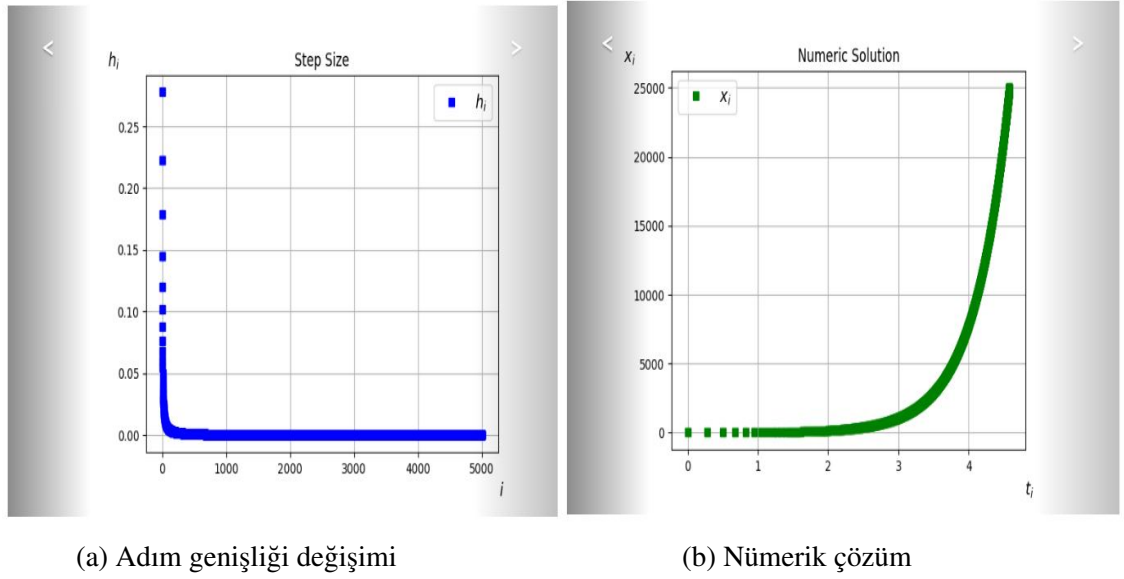 <
>
Step Size
h_i
h_i
0.25
0.20
0.15
0.10
0.05
0.00
0 1000 2000 3000 4000 5000
i
(a) Adım genişliği değişimi
<
>
Numeric Solution
x_i
x_i
25000
20000
15000
10000
5000
0
0 1 2 3 4
t_i
(b) Nümerik çözüm